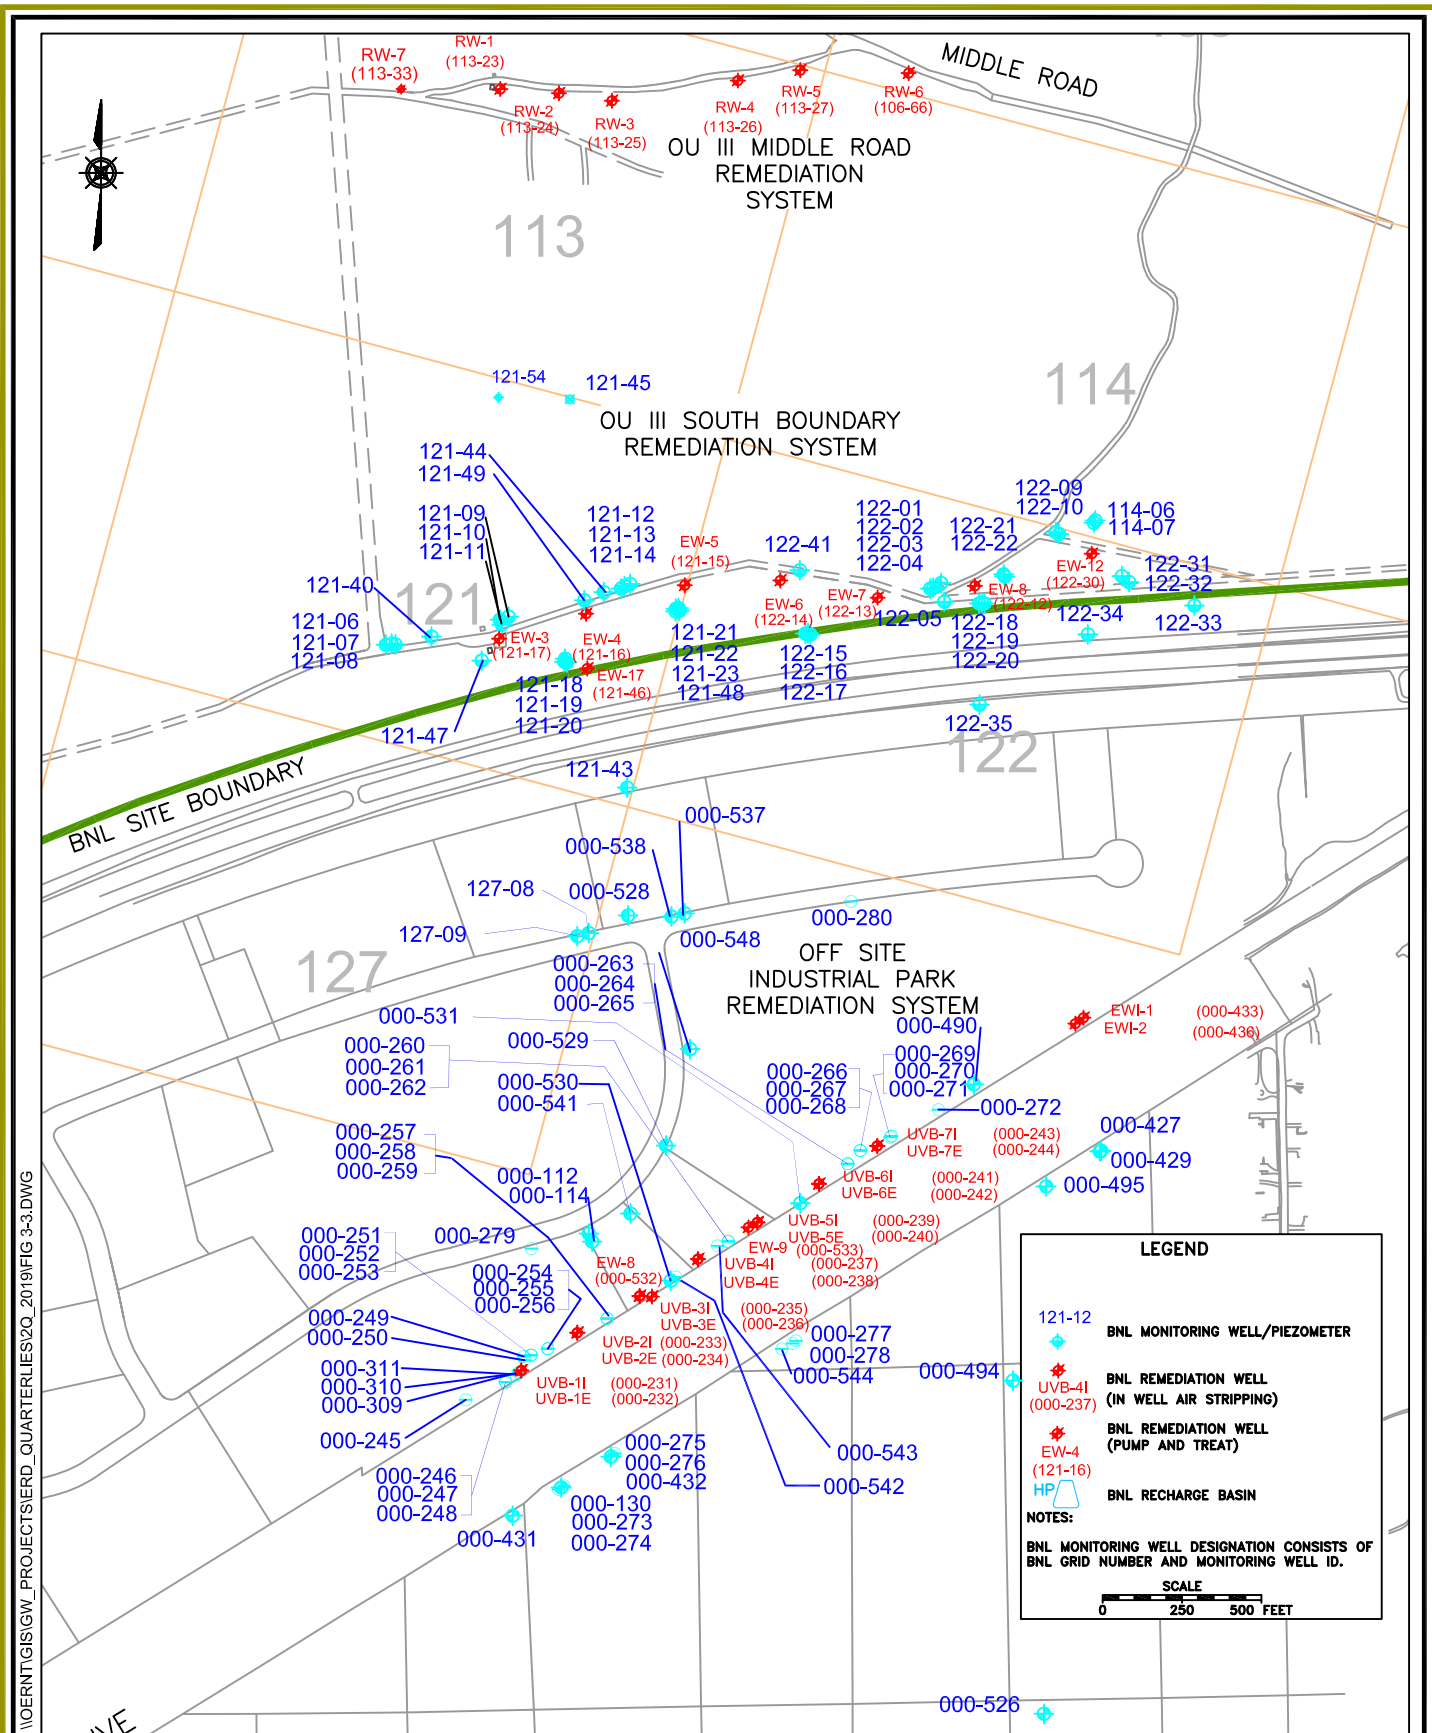 RW-1
(113-23)
RW-7
(113-33)
MIDDLE ROAD
RW-2
(113-24)
RW-3
(113-25)
RW-4
(113-26)
RW-5
(113-27)
RW-6
(106-66)
OU III MIDDLE ROAD
REMEDIATION
SYSTEM
113
114
121-54
121-45
OU III SOUTH BOUNDARY
REMEDIATION SYSTEM
121-44
121-49
121-09
121-10
121-11
121-12
121-13
121-14
EW-5
(121-15)
122-41
122-01
122-02
122-03
122-04
122-21
122-22
122-09
122-10
114-06
114-07
EW-12
(122-30)
122-31
122-32
121-40
121
121-06
121-07
121-08
EW-3
(121-17)
EW-4
(121-16)
EW-17
(121-46)
EW-6
(122-14)
EW-7
(122-13)
122-05
EW-8
(122-12)
122-34
122-33
121-18
121-19
121-20
121-21
121-22
121-23
121-48
122-15
122-16
122-17
122-18
122-19
122-20
121-47
122-35
122
BNL SITE BOUNDARY
121-43
000-537
000-538
000-528
127-08
127-09
127
000-548
000-280
OFF SITE
INDUSTRIAL PARK
REMEDIATION SYSTEM
000-263
000-264
000-265
000-531
000-529
000-260
000-261
000-262
000-530
000-541
000-490
000-269
000-270
000-271
000-266
000-267
000-268
000-272
EWI-1 (000-433)
EWI-2 (000-436)
000-257
000-258
000-259
000-112
000-114
UVB-7I (000-243)
UVB-7E (000-244)
000-427
000-429
000-495
UVB-6I (000-241)
UVB-6E (000-242)
UVB-5I (000-239)
UVB-5E (000-240)
EW-9 (000-533)
UVB-4I (000-237)
UVB-4E (000-238)
000-251
000-252
000-253
000-279
000-254
000-255
000-256
EW-8
(000-532)
UVB-3I (000-235)
UVB-3E (000-236)
UVB-2I (000-233)
UVB-2E (000-234)
000-249
000-250
000-311
000-310
000-309
UVB-1I (000-231)
UVB-1E (000-232)
000-277
000-278
000-544
000-494
000-245
000-246
000-247
000-248
000-275
000-276
000-432
000-543
000-542
000-130
000-273
000-274
000-431
000-526
LEGEND
121-12
BNL MONITORING WELL/PIEZOMETER
UVB-4I
(000-237)
BNL REMEDIATION WELL
(IN WELL AIR STRIPPING)
EW-4
(121-16)
BNL REMEDIATION WELL
(PUMP AND TREAT)
HP
BNL RECHARGE BASIN
NOTES:
BNL MONITORING WELL DESIGNATION CONSISTS OF
BNL GRID NUMBER AND MONITORING WELL ID.
SCALE
0 250 500 FEET
\\OERNT\GIS\GW_PROJECTS\ERD_QUARTERLIES\2Q_2019\FIG 3-3.DWG